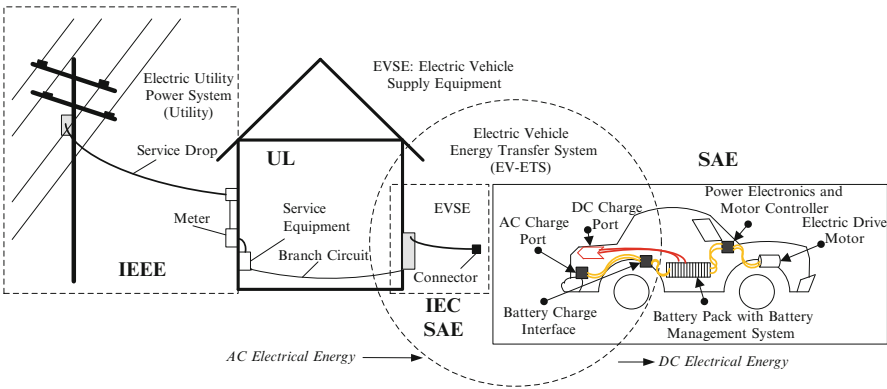 Electric Utility
Power System
(Utility)
Service Drop
Meter
IEEE
UL
Service
Equipment
Branch Circuit
EVSE: Electric Vehicle
Supply Equipment
Electric Vehicle
Energy Transfer System
(EV-ETS)
EVSE
Connector
IEC
SAE
SAE
AC Charge
Port
DC Charge
Port
Power Electronics and
Motor Controller
Electric Drive
Motor
Battery Charge
Interface
Battery Pack with Battery
Management System
AC Electrical Energy
DC Electrical Energy